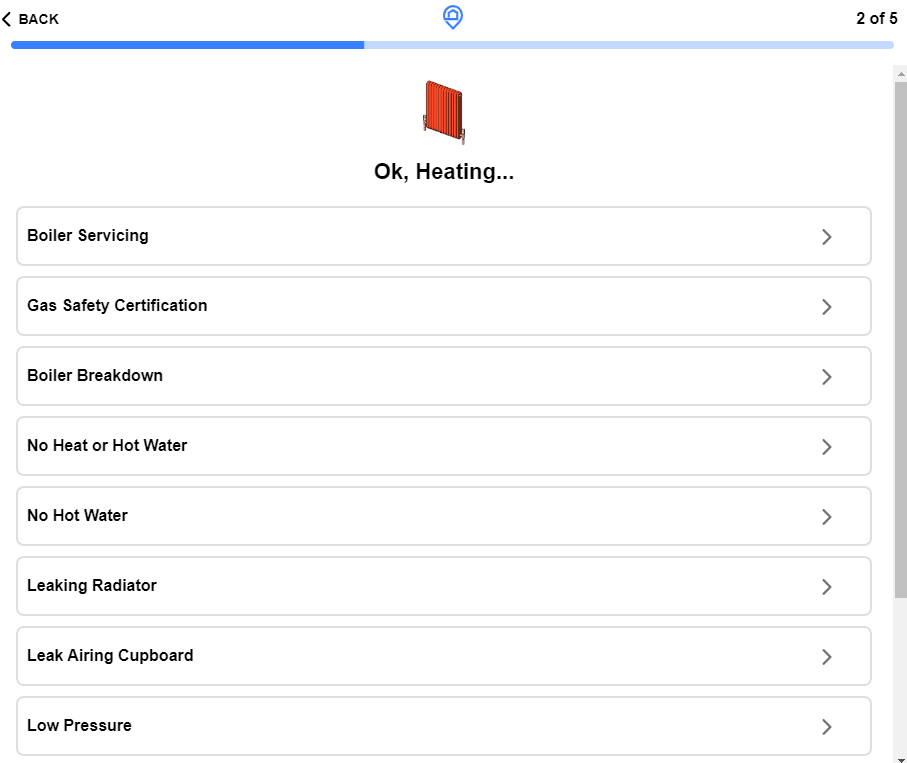 BACK
2 of 5
Ok, Heating...
Boiler Servicing
Gas Safety Certification
Boiler Breakdown
No Heat or Hot Water
No Hot Water
Leaking Radiator
Leak Airing Cupboard
Low Pressure